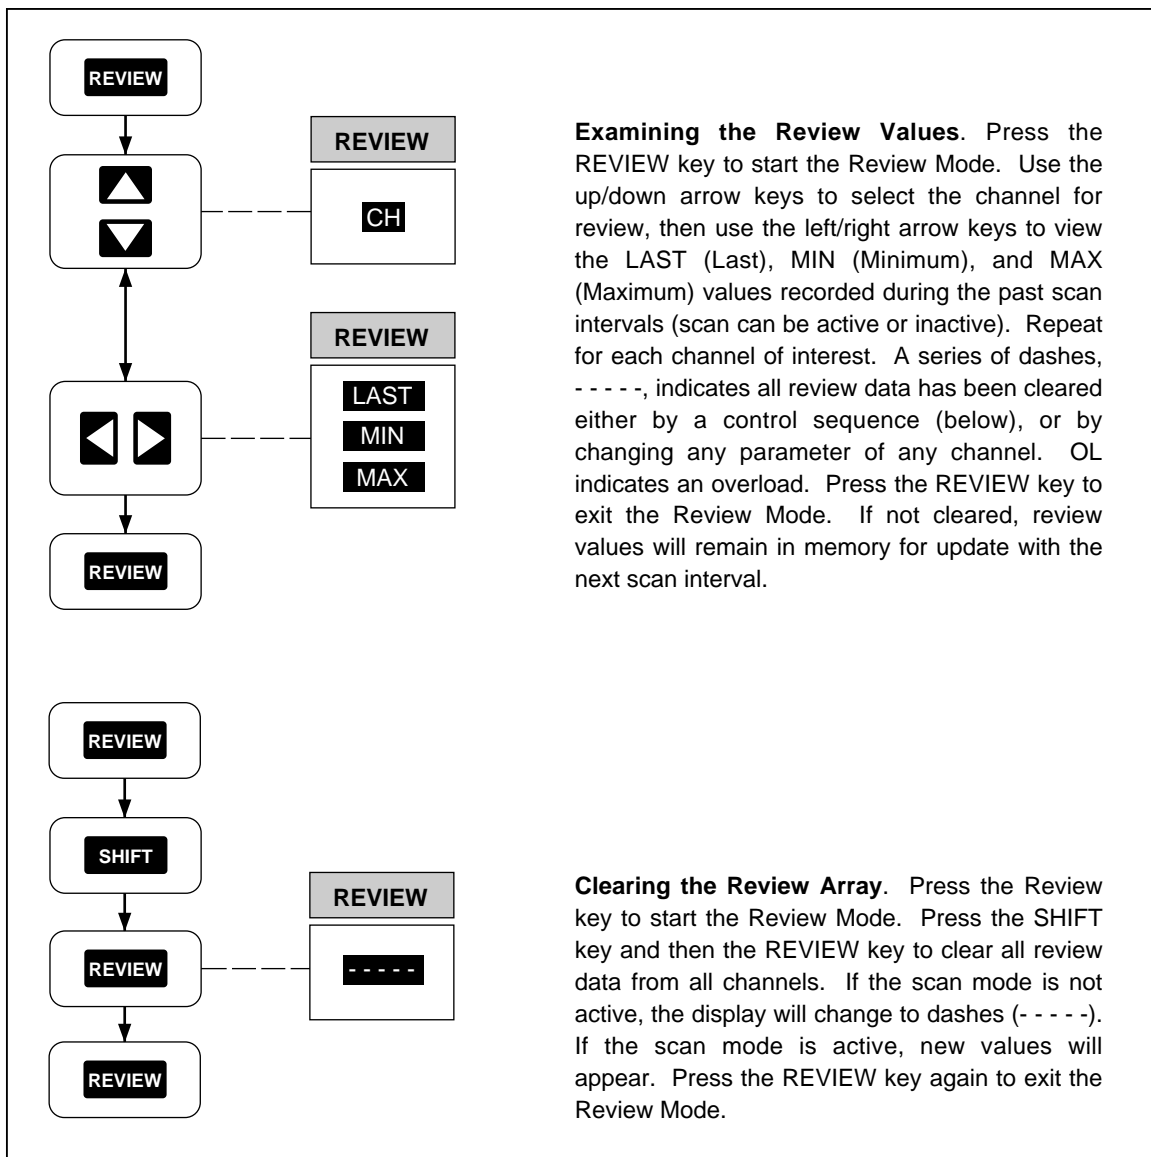 REVIEW
REVIEW
CH
REVIEW
LAST
MIN
MAX
REVIEW
Examining the Review Values. Press the
REVIEW key to start the Review Mode. Use the
up/down arrow keys to select the channel for
review, then use the left/right arrow keys to view
the LAST (Last), MIN (Minimum), and MAX
(Maximum) values recorded during the past scan
intervals (scan can be active or inactive). Repeat
for each channel of interest. A series of dashes,
- - - - -, indicates all review data has been cleared
either by a control sequence (below), or by
changing any parameter of any channel. OL
indicates an overload. Press the REVIEW key to
exit the Review Mode. If not cleared, review
values will remain in memory for update with the
next scan interval.
REVIEW
SHIFT
REVIEW
REVIEW
- - - - -
REVIEW
Clearing the Review Array. Press the Review
key to start the Review Mode. Press the SHIFT
key and then the REVIEW key to clear all review
data from all channels. If the scan mode is not
active, the display will change to dashes (- - - - -).
If the scan mode is active, new values will
appear. Press the REVIEW key again to exit the
Review Mode.